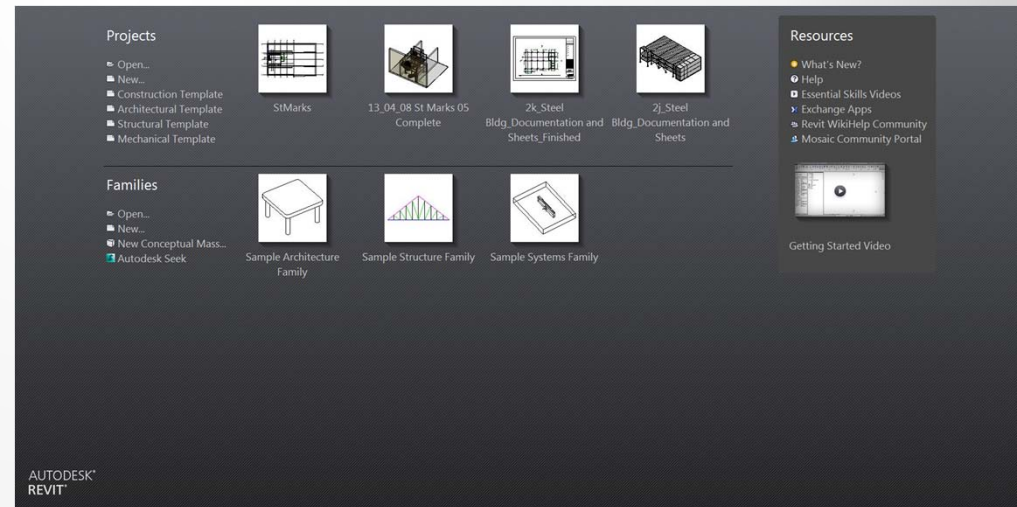 Projects
Open...
New...
Construction Template
Architectural Template
Structural Template
Mechanical Template
StMarks
13_04_08 St Marks 05
Complete
2k_Steel
Bldg_Documentation and
Sheets_Finished
2j_Steel
Bldg_Documentation and
Sheets
Families
Open...
New...
New Conceptual Mass...
Autodesk Seek
Sample Architecture
Family
Sample Structure Family
Sample Systems Family
Resources
What's New?
Help
Essential Skills Videos
Exchange Apps
Revit WikiHelp Community
Mosaic Community Portal
Getting Started Video
AUTODESK®
REVIT®